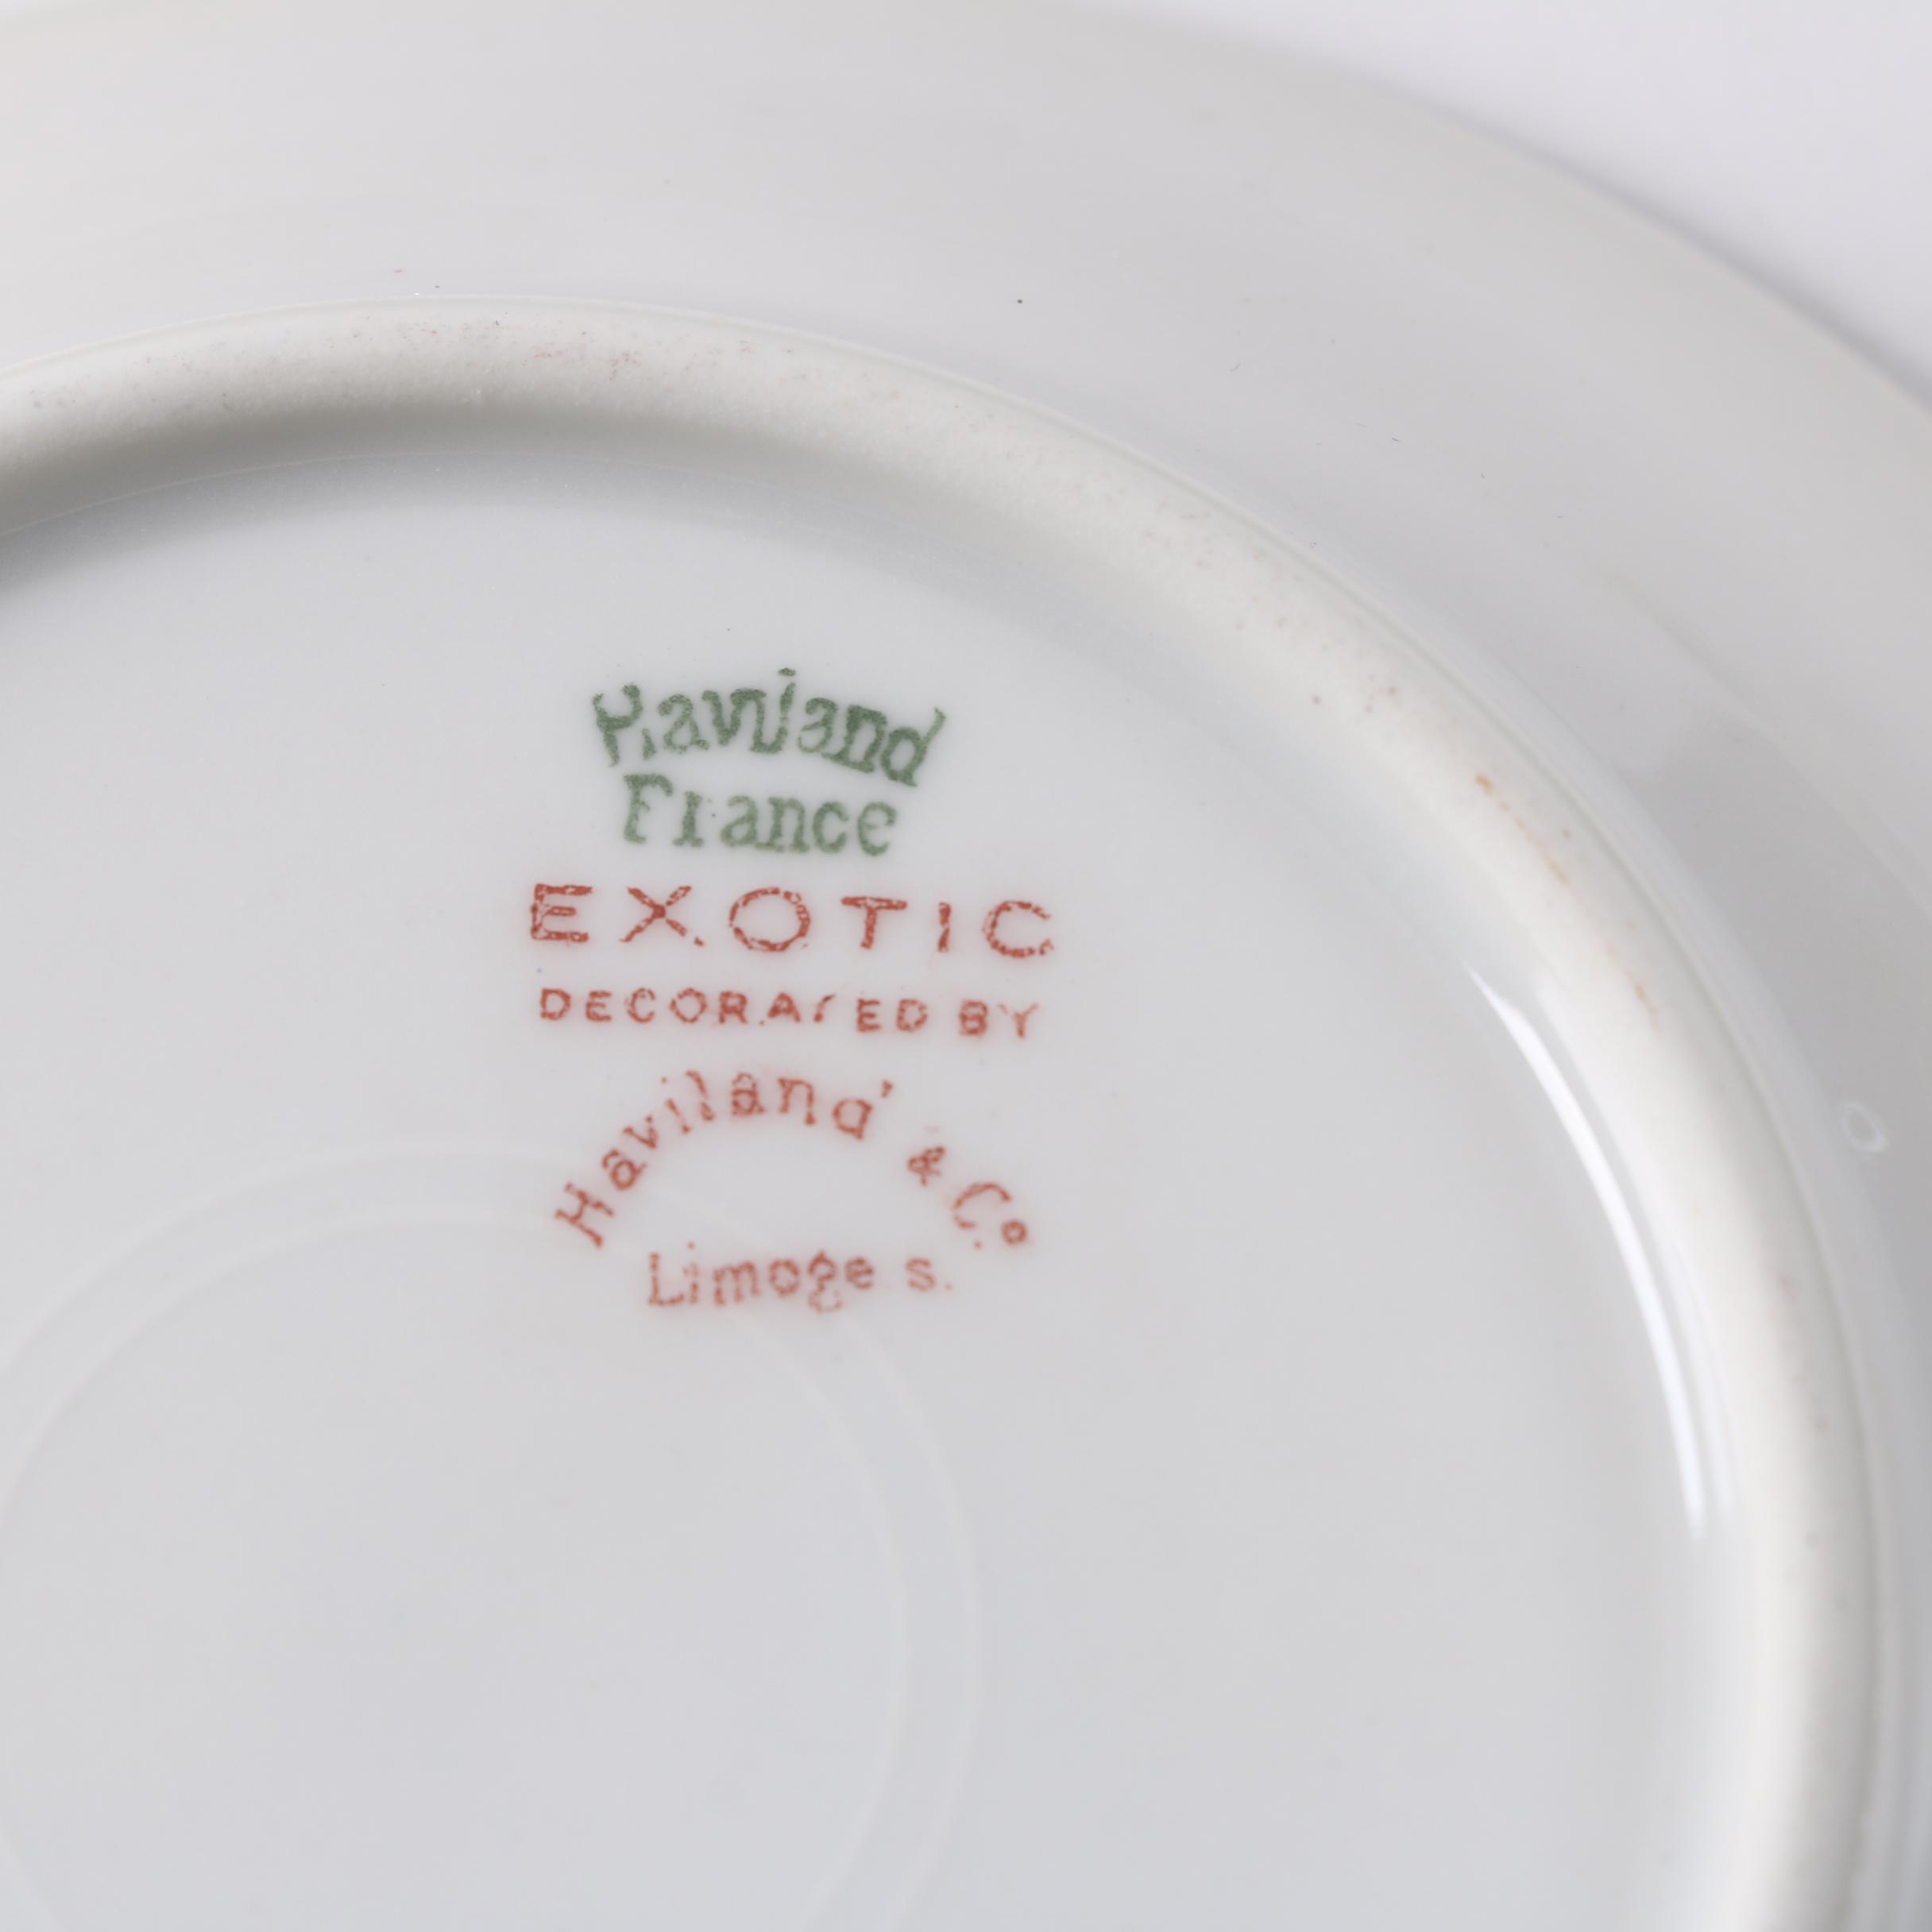 Haviland
France
EXOTIC
DECORATED BY
Haviland & Co
Limoges.